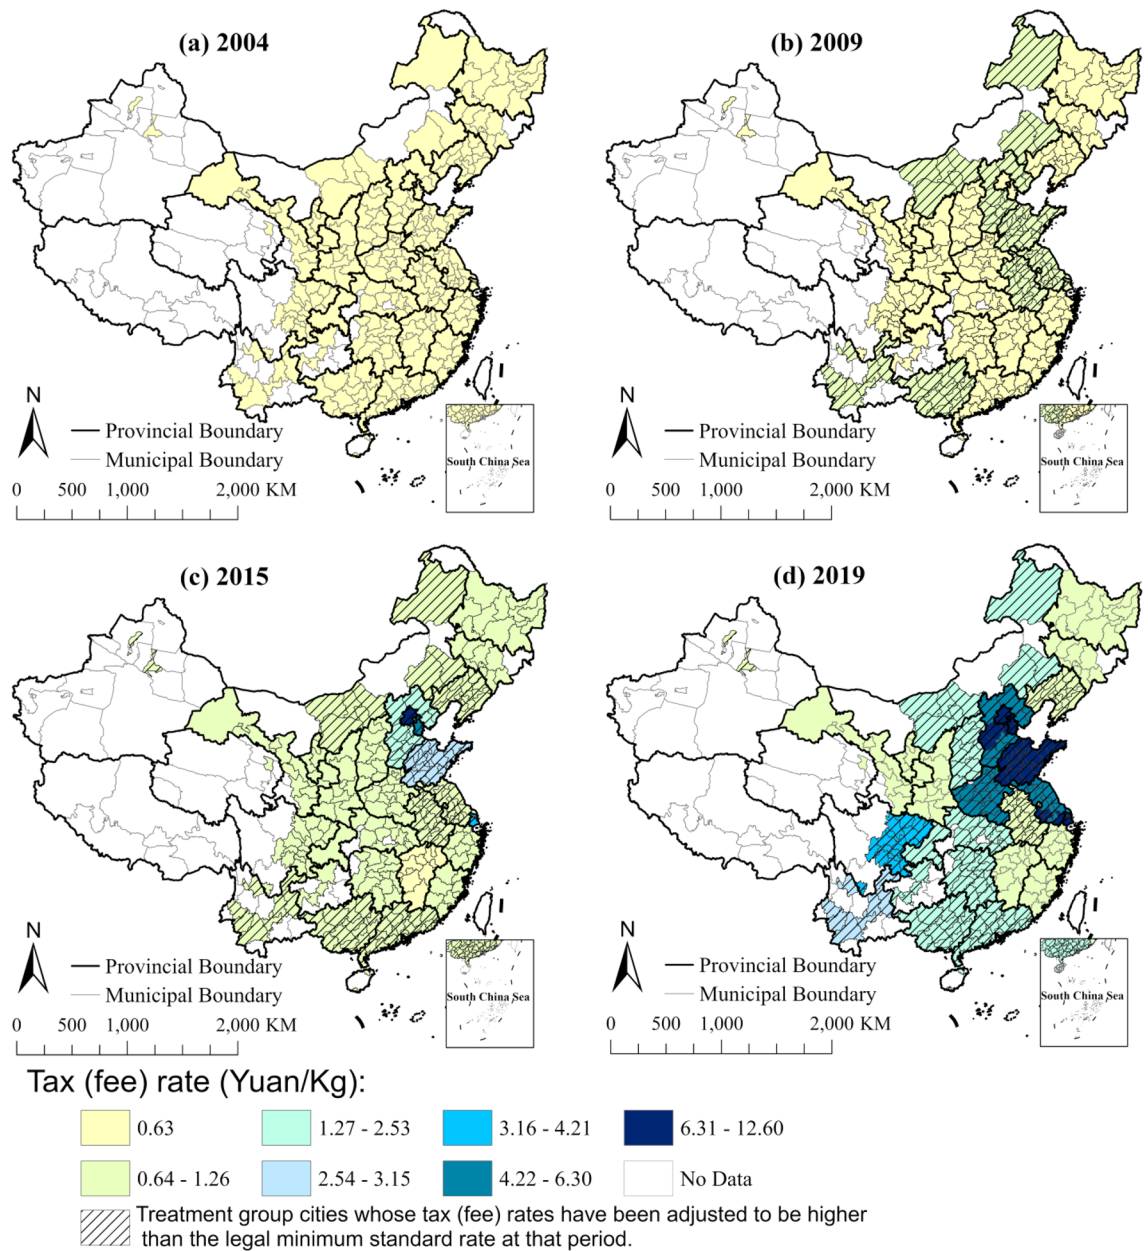 (a) 2004
N
Provincial Boundary
Municipal Boundary
0 500 1,000 2,000 KM
South China Sea
(b) 2009
N
Provincial Boundary
Municipal Boundary
0 500 1,000 2,000 KM
South China Sea
(c) 2015
N
Provincial Boundary
Municipal Boundary
0 500 1,000 2,000 KM
South China Sea
(d) 2019
N
Provincial Boundary
Municipal Boundary
0 500 1,000 2,000 KM
South China Sea
Tax (fee) rate (Yuan/Kg):
0.63
1.27 - 2.53
3.16 - 4.21
6.31 - 12.60
0.64 - 1.26
2.54 - 3.15
4.22 - 6.30
No Data
Treatment group cities whose tax (fee) rates have been adjusted to be higher
than the legal minimum standard rate at that period.